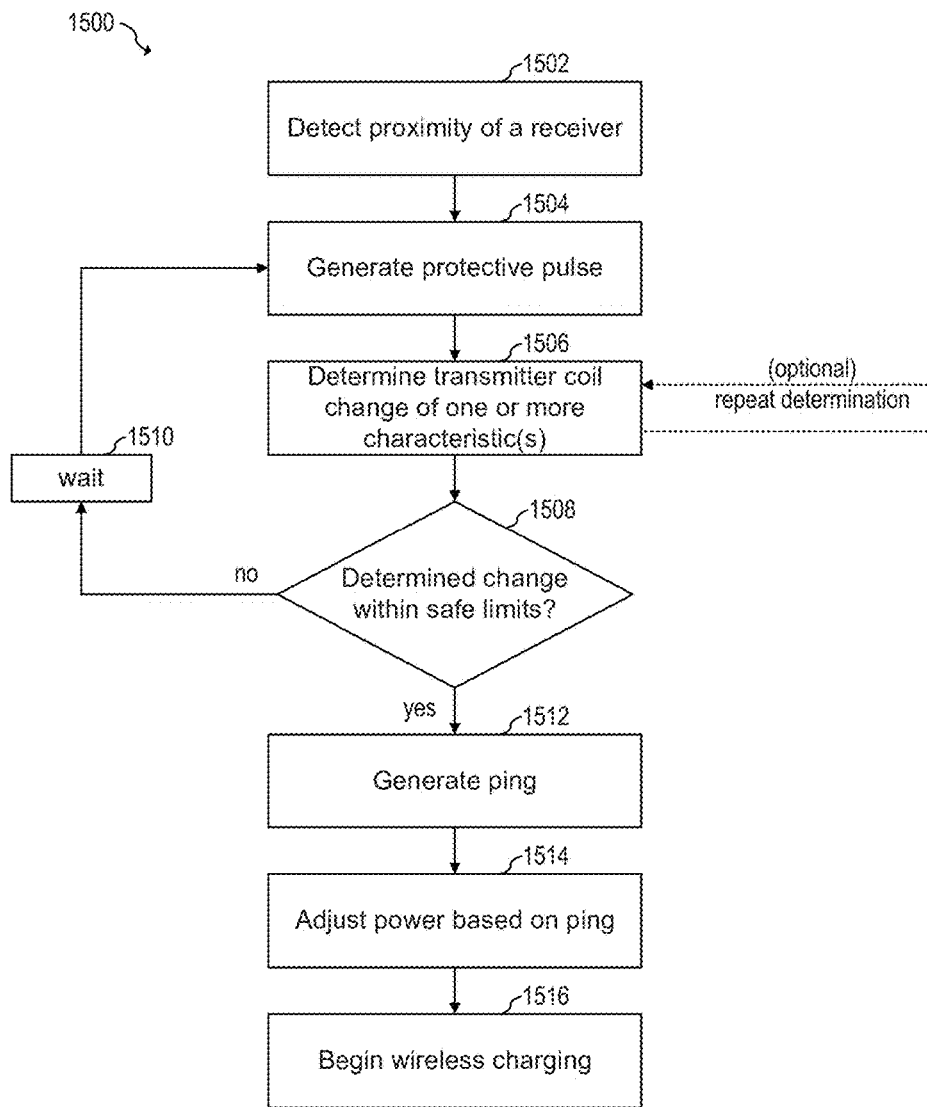 1500
1502
Detect proximity of a receiver
1504
Generate protective pulse
1506
Determine transmitter coil
change of one or more
characteristic(s)
(optional)
repeat determination
1510
wait
1508
Determined change
within safe limits?
no
yes
1512
Generate ping
1514
Adjust power based on ping
1516
Begin wireless charging